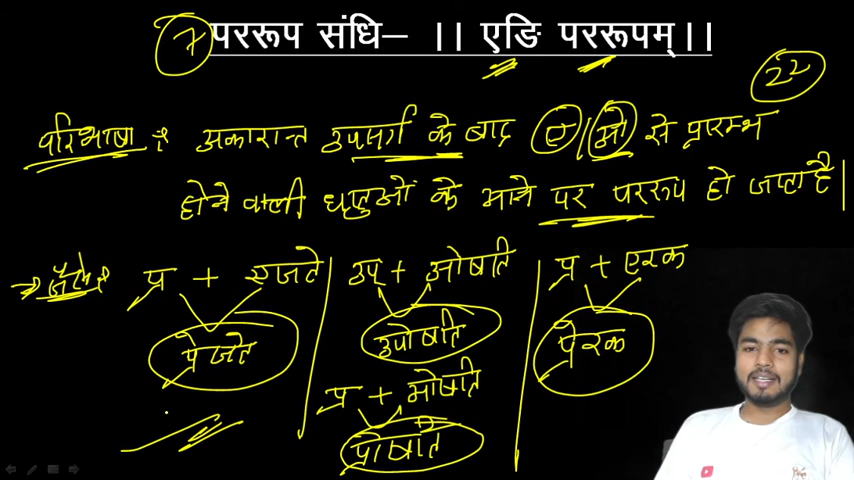 7 पररूप संधि– ।। एङि पररूपम्।।
22
परिभाषा : अकारान्त उपसर्ग के बाद ए/ओ से प्रारम्भ
होने वाली धातुओं के आने पर पररूप हो जाता है।
→ जैसे : प्र + एजते | उप + ओषति | प्र + एरक
प्रेजते उपोषति प्रेरक
प्र + ओषति
प्रोषति